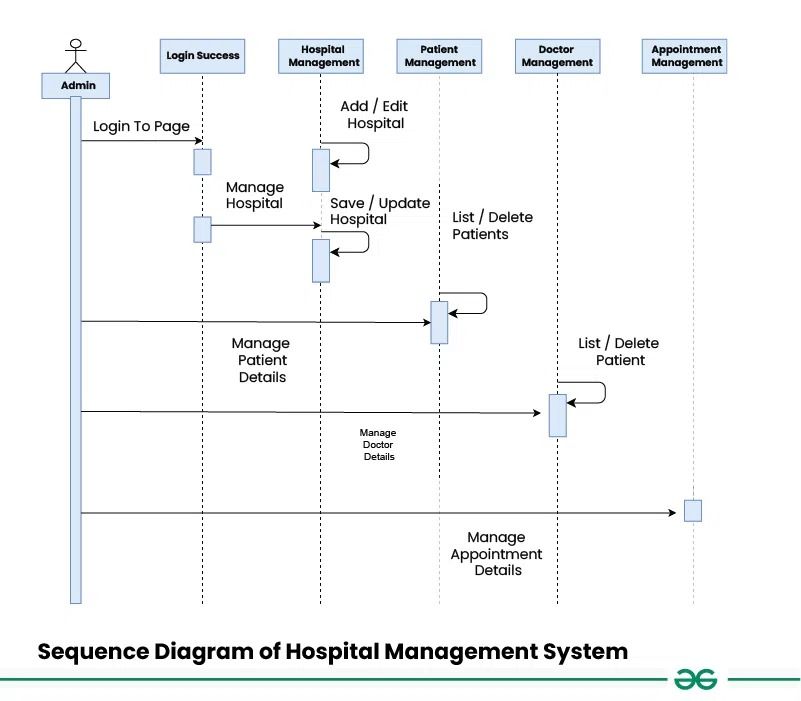 Login Success
Hospital
Management
Patient
Management
Doctor
Management
Appointment
Management
Admin
Add / Edit
Hospital
Login To Page
Manage
Hospital
Save / Update
Hospital
List / Delete
Patients
Manage
Patient
Details
List / Delete
Patient
Manage
Doctor
Details
Manage
Appointment
Details
Sequence Diagram of Hospital Management System